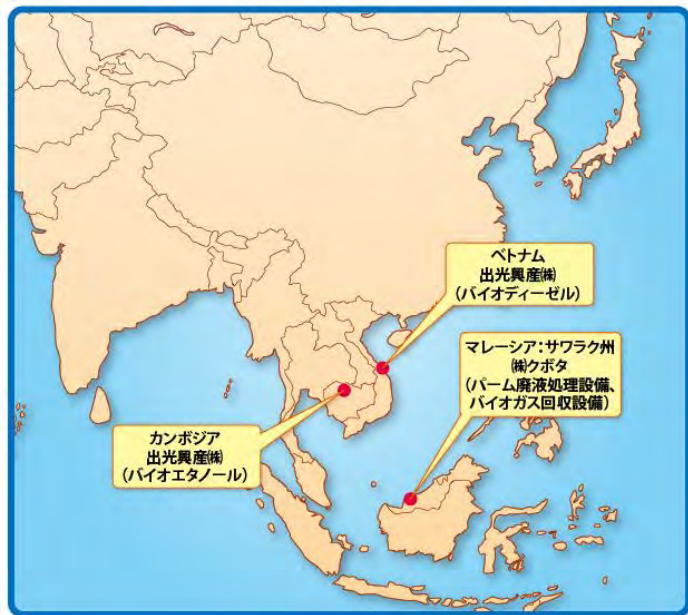 ベトナム
出光興産㈱
(バイオディーゼル)
マレーシア：サワラク州
㈱クボタ
(パーム廃液処理設備、
バイオガス回収設備)
カンボジア
出光興産㈱
(バイオエタノール)